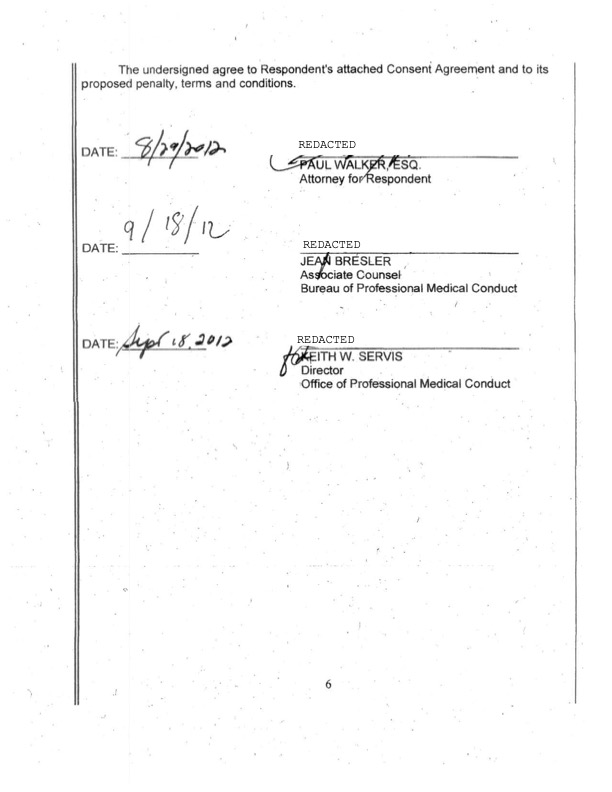 The undersigned agree to Respondent's attached Consent Agreement and to its
proposed penalty, terms and conditions.
DATE: 8/29/2012
REDACTED
PAUL WALKER, ESQ.
Attorney for Respondent
DATE: 9/18/12
REDACTED
JEAN BRESLER
Associate Counsel
Bureau of Professional Medical Conduct
DATE: Sept 18, 2012
REDACTED
for KEITH W. SERVIS
Director
Office of Professional Medical Conduct
6